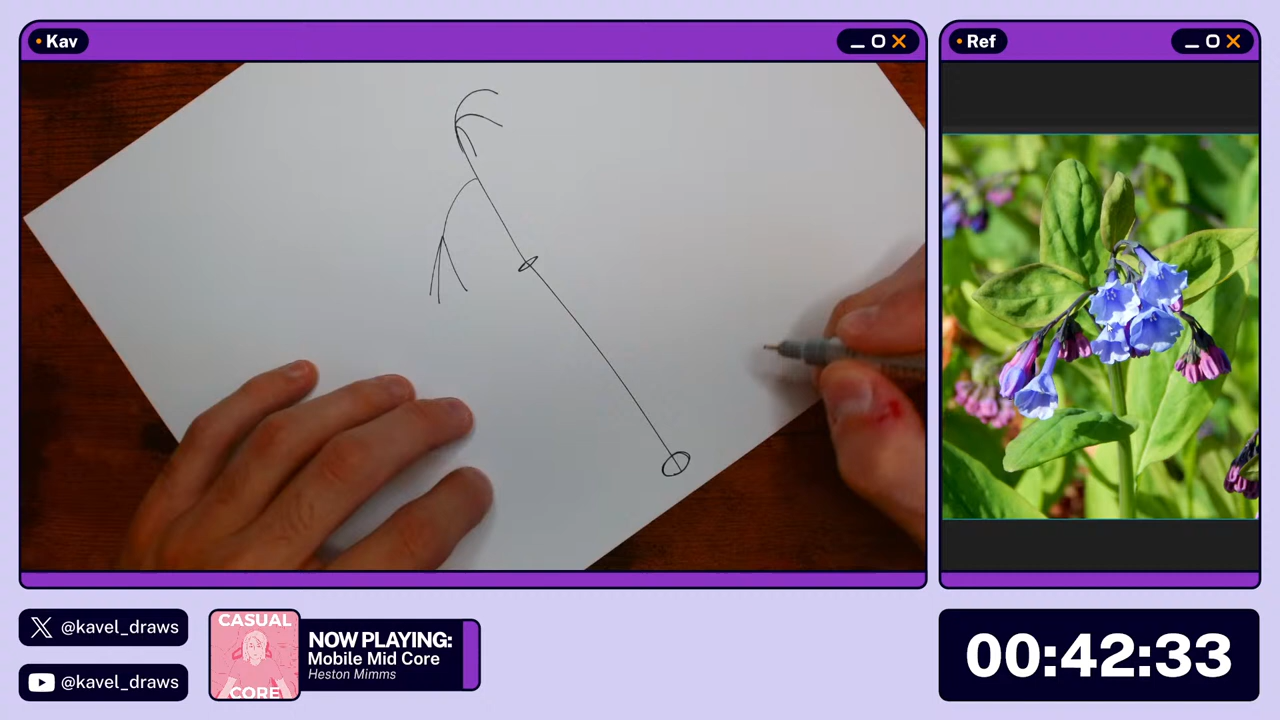 Kav
Ref
@kavel_draws
@kavel_draws
CASUAL
CORE
NOW PLAYING:
Mobile Mid Core
Heston Mimms
00:42:33